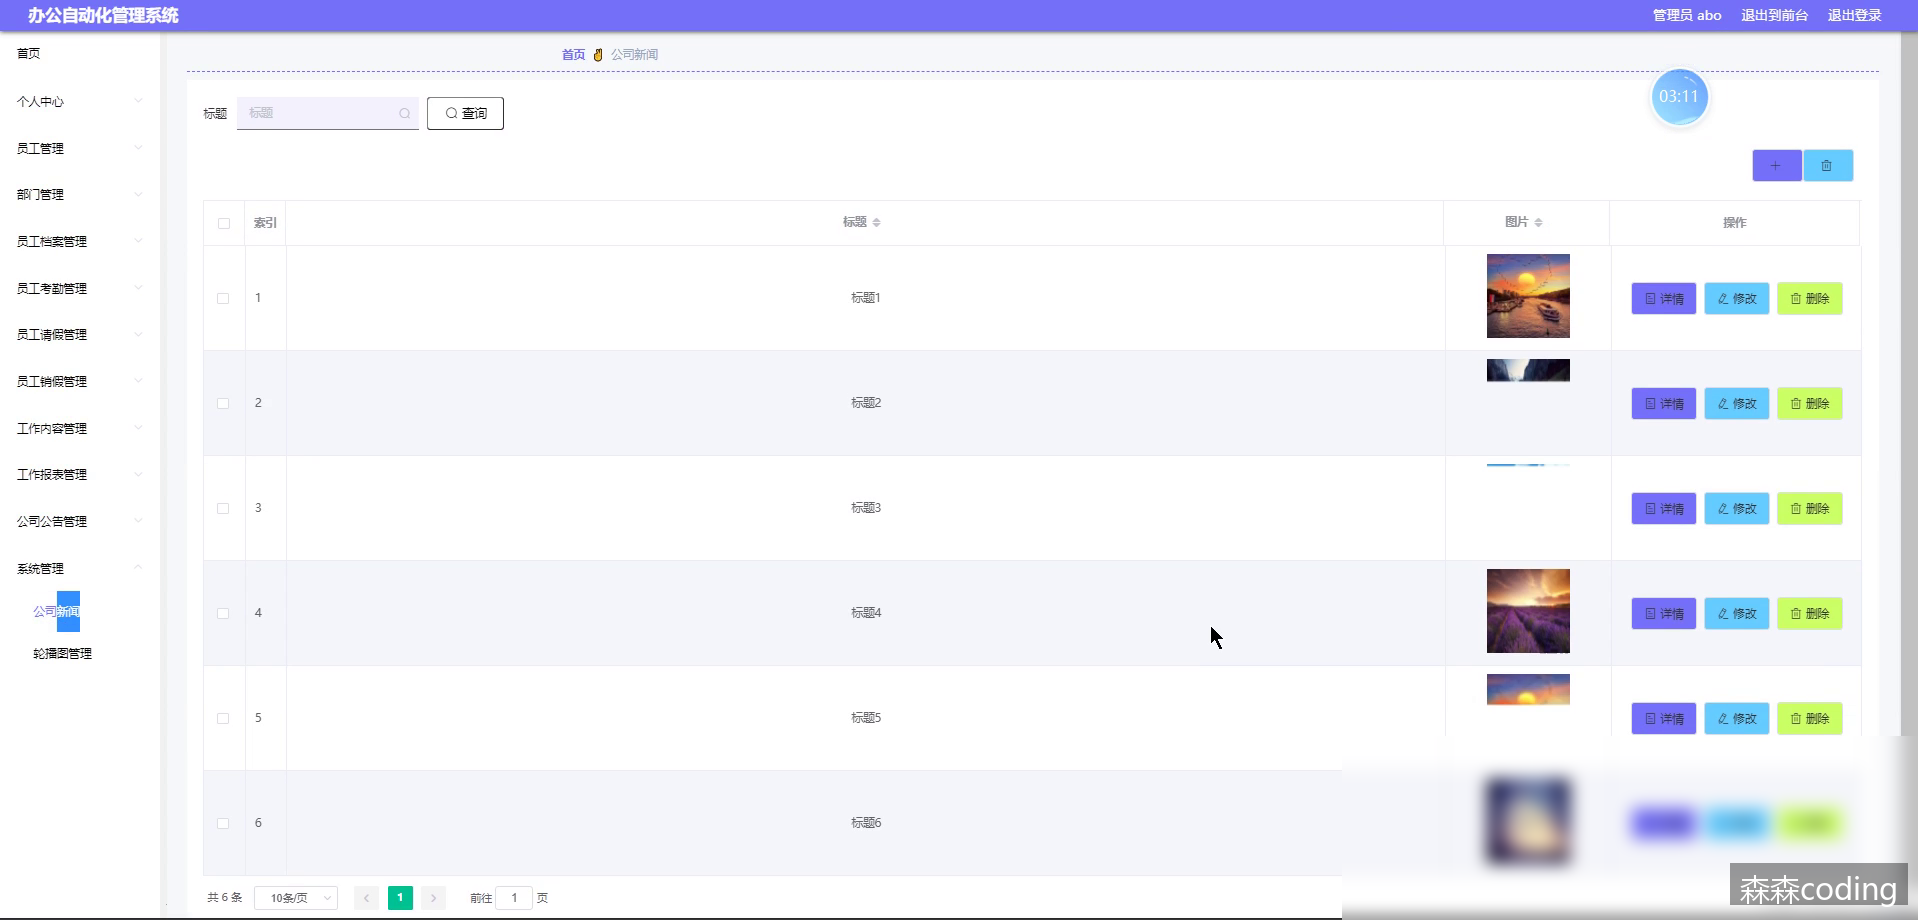 办公自动化管理系统
管理员 abo 退出到前台 退出登录
首页
个人中心
员工管理
部门管理
员工档案管理
员工考勤管理
员工请假管理
员工销假管理
工作内容管理
工作报表管理
公司公告管理
系统管理
公司新闻
轮播图管理
首页 公司新闻
03:11
标题 标题 查询
索引 标题 图片 操作
1 标题1 详情 修改 删除
2 标题2 详情 修改 删除
3 标题3 详情 修改 删除
4 标题4 详情 修改 删除
5 标题5 详情 修改 删除
6 标题6
共 6 条 10条/页 1 前往 1 页
森森coding